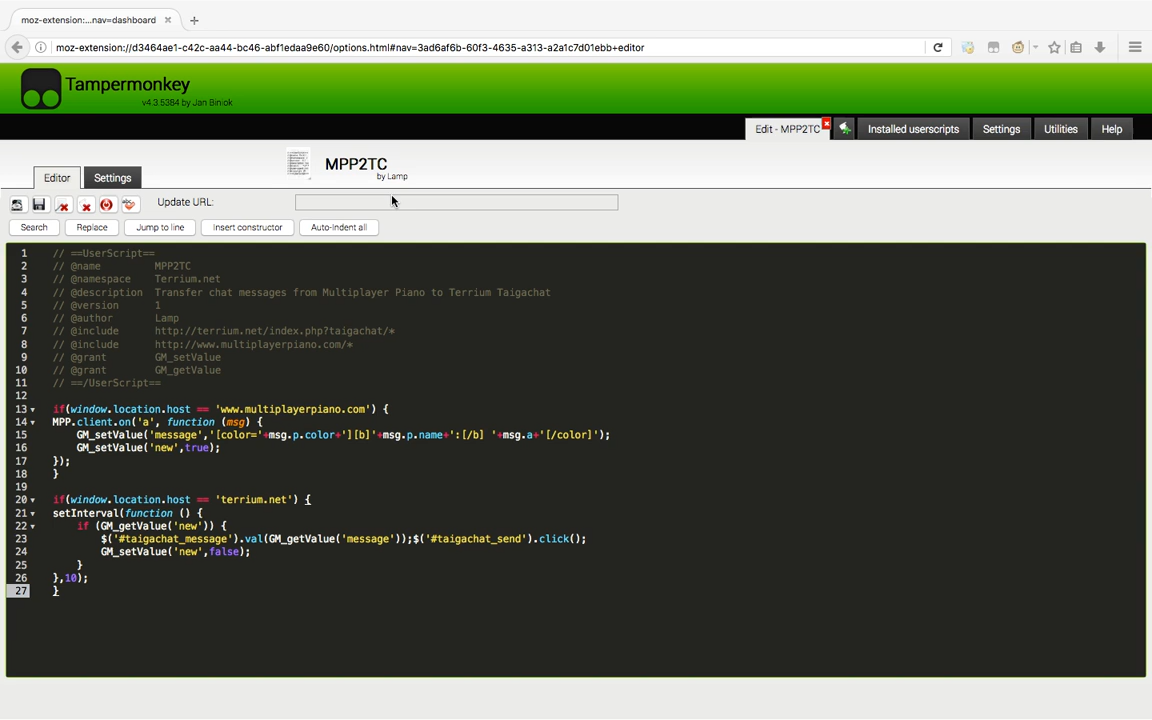 moz-extension:...nav=dashboard
moz-extension://d3464ae1-c42c-aa44-bc46-abf1edaa9e60/options.html#nav=3ad6af6b-60f3-4635-a313-a2a1c7d01ebb+editor
Tampermonkey
v4.3.5384 by Jan Biniok
Edit - MPP2TC
Installed userscripts
Settings
Utilities
Help
MPP2TC
by Lamp
Editor
Settings
Update URL:
Search
Replace
Jump to line
Insert constructor
Auto-Indent all
1 // ==UserScript==
2 // @name MPP2TC
3 // @namespace Terrium.net
4 // @description Transfer chat messages from Multiplayer Piano to Terrium Taigachat
5 // @version 1
6 // @author Lamp
7 // @include http://terrium.net/index.php?taigachat/*
8 // @include http://www.multiplayerpiano.com/*
9 // @grant GM_setValue
10 // @grant GM_getValue
11 // ==/UserScript==
12
13 if(window.location.host == 'www.multiplayerpiano.com') {
14 MPP.client.on('a', function (msg) {
15 GM_setValue('message','[color='+msg.p.color+'][b]'+msg.p.name+':[/b] '+msg.a+'[/color]');
16 GM_setValue('new',true);
17 });
18 }
19
20 if(window.location.host == 'terrium.net') {
21 setInterval(function () {
22 if (GM_getValue('new')) {
23 $('#taigachat_message').val(GM_getValue('message'));$('#taigachat_send').click();
24 GM_setValue('new',false);
25 }
26 },10);
27 }